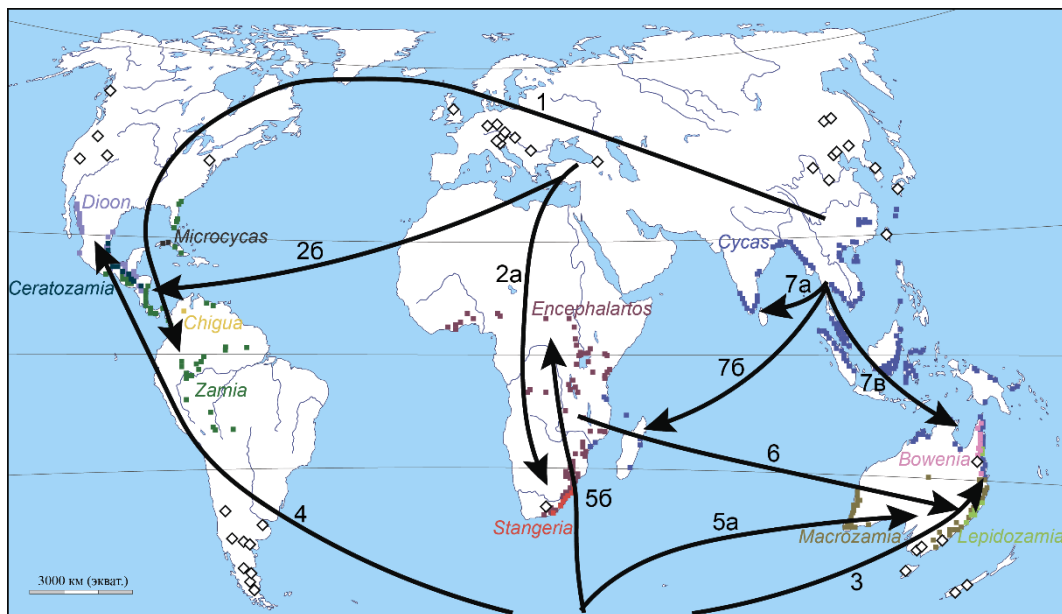 1
Dioon
Microcycas
Cycas
2б
2а
7а
Ceratozamia
Encephalartos
Chigua
7б
7в
Zamia
6
Bowenia
4
5б
Stangeria
5а
Macrozamia
Lepidozamia
3
3000 км (экват.)